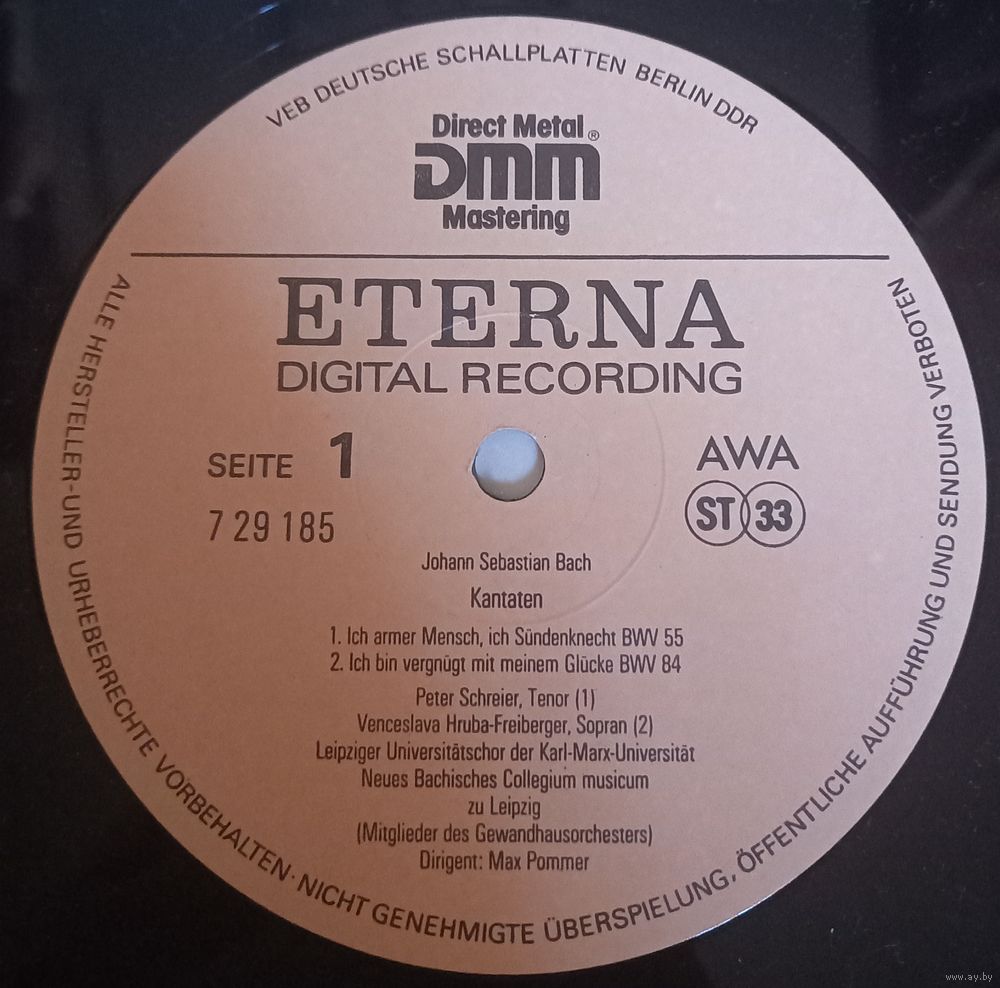 VEB DEUTSCHE SCHALLPLATTEN BERLIN DDR
Direct Metal ®
DMM
Mastering
ETERNA
DIGITAL RECORDING
SEITE 1
AWA
7 29 185
ST 33
Johann Sebastian Bach
Kantaten
1. Ich armer Mensch, ich Sündenknecht BWV 55
2. Ich bin vergnügt mit meinem Glücke BWV 84
Peter Schreier, Tenor (1)
Venceslava Hruba-Freiberger, Sopran (2)
Leipziger Universitätschor der Karl-Marx-Universität
Neues Bachisches Collegium musicum
zu Leipzig
(Mitglieder des Gewandhausorchesters)
Dirigent: Max Pommer
ALLE HERSTELLER-UND URHEBERRECHTE VORBEHALTEN · NICHT GENEHMIGTE ÜBERSPIELUNG, ÖFFENTLICHE AUFFÜHRUNG UND SENDUNG VERBOTEN
www.ay.by